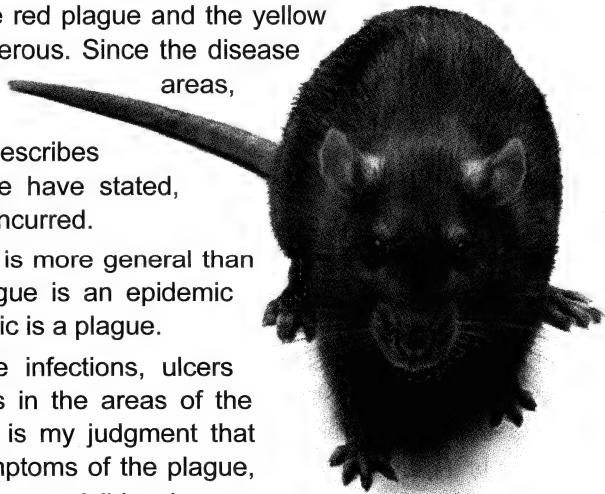 red plague and the yellow
erous. Since the disease
areas,
escribes
e have stated,
ncurred.
is more general than
gue is an epidemic
ic is a plague.
e infections, ulcers
s in the areas of the
is my judgment that
mptoms of the plague,